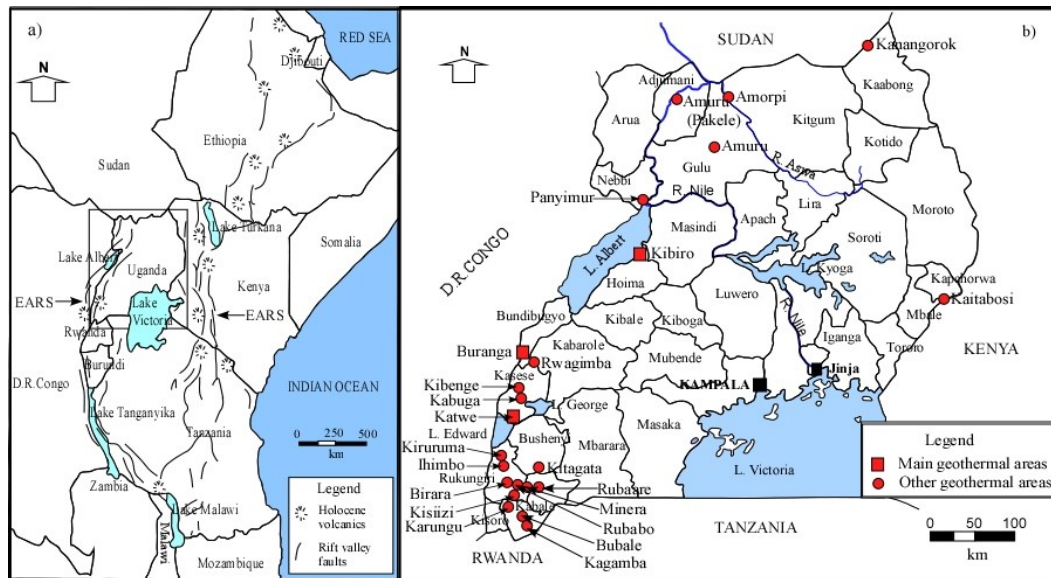 a)
N
RED SEA
Djibouti
Ethiopia
Sudan
Lake Turkana
Somalia
Lake Albert
Uganda
Kenya
EARS
Lake
Victoria
EARS
Rwanda
Burundi
D.R.Congo
INDIAN OCEAN
Lake Tanganyika
Tanzania
0 250 500
km
Zambia
Lake Malawi
Malawi
Mozambique
Legend
Holocene
volcanics
Rift valley
faults
b)
N
SUDAN
Kanangorok
Kaabong
Adjumani
Amuru
(Pakele)
Amorpi
Arua
Kitgum
Kotido
Amuru
Gulu
R. Aswa
Nebbi
R. Nile
Panyimur
Lira
Apach
Moroto
Masindi
Soroti
D.R.CONGO
L. Albert
Kibiro
L. Kyoga
Hoima
Kapchorwa
Kaitabosi
Luwero
Bundibugyo
Kibale
Kiboga
R. Nile
Mbale
Iganga
Tororo
KENYA
Kabarole
Buranga
Rwagimba
Mubende
Kasese
Jinja
Kibenge
KAMPALA
Kabuga
L. George
Katwe
Masaka
L. Edward
Bushenyi
Mbarara
Kiruruma
Ihimbo
Kitagata
L. Victoria
Rukungiri
Birara
Rubaare
Kisiizi
Minera
Kabale
Karungu
Kisoro
Rubabo
Bubale
RWANDA
Kagamba
TANZANIA
Legend
Main geothermal areas
Other geothermal areas
0 50 100
km